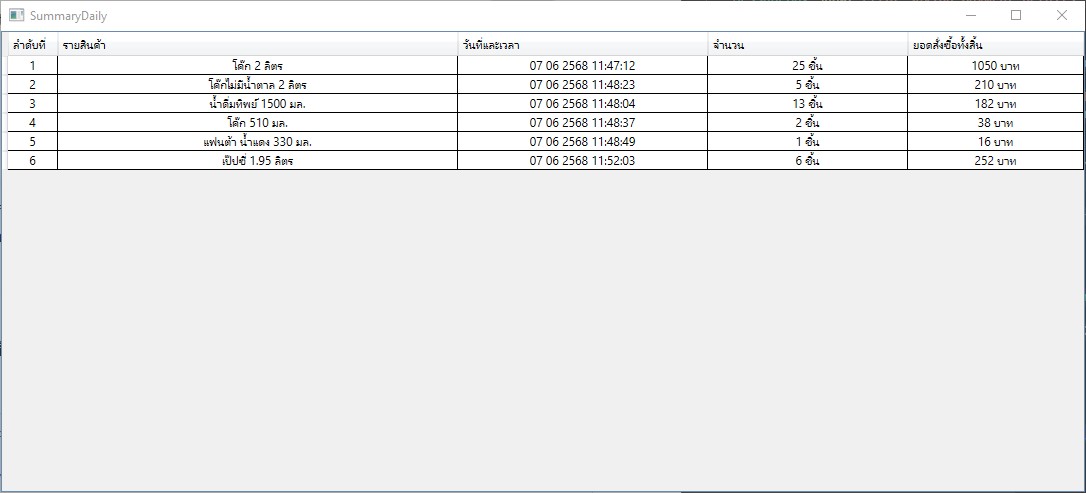 SummaryDaily
ลำดับที่ รายสินค้า วันที่และเวลา จำนวน ยอดสั่งซื้อทั้งสิ้น
1 โค๊ก 2 ลิตร 07 06 2568 11:47:12 25 ชิ้น 1050 บาท
2 โค๊กไม่มีน้ำตาล 2 ลิตร 07 06 2568 11:48:23 5 ชิ้น 210 บาท
3 น้ำดื่มทิพย์ 1500 มล. 07 06 2568 11:48:04 13 ชิ้น 182 บาท
4 โค๊ก 510 มล. 07 06 2568 11:48:37 2 ชิ้น 38 บาท
5 แฟนต้า น้ำแดง 330 มล. 07 06 2568 11:48:49 1 ชิ้น 16 บาท
6 เป๊ปซี่ 1.95 ลิตร 07 06 2568 11:52:03 6 ชิ้น 252 บาท